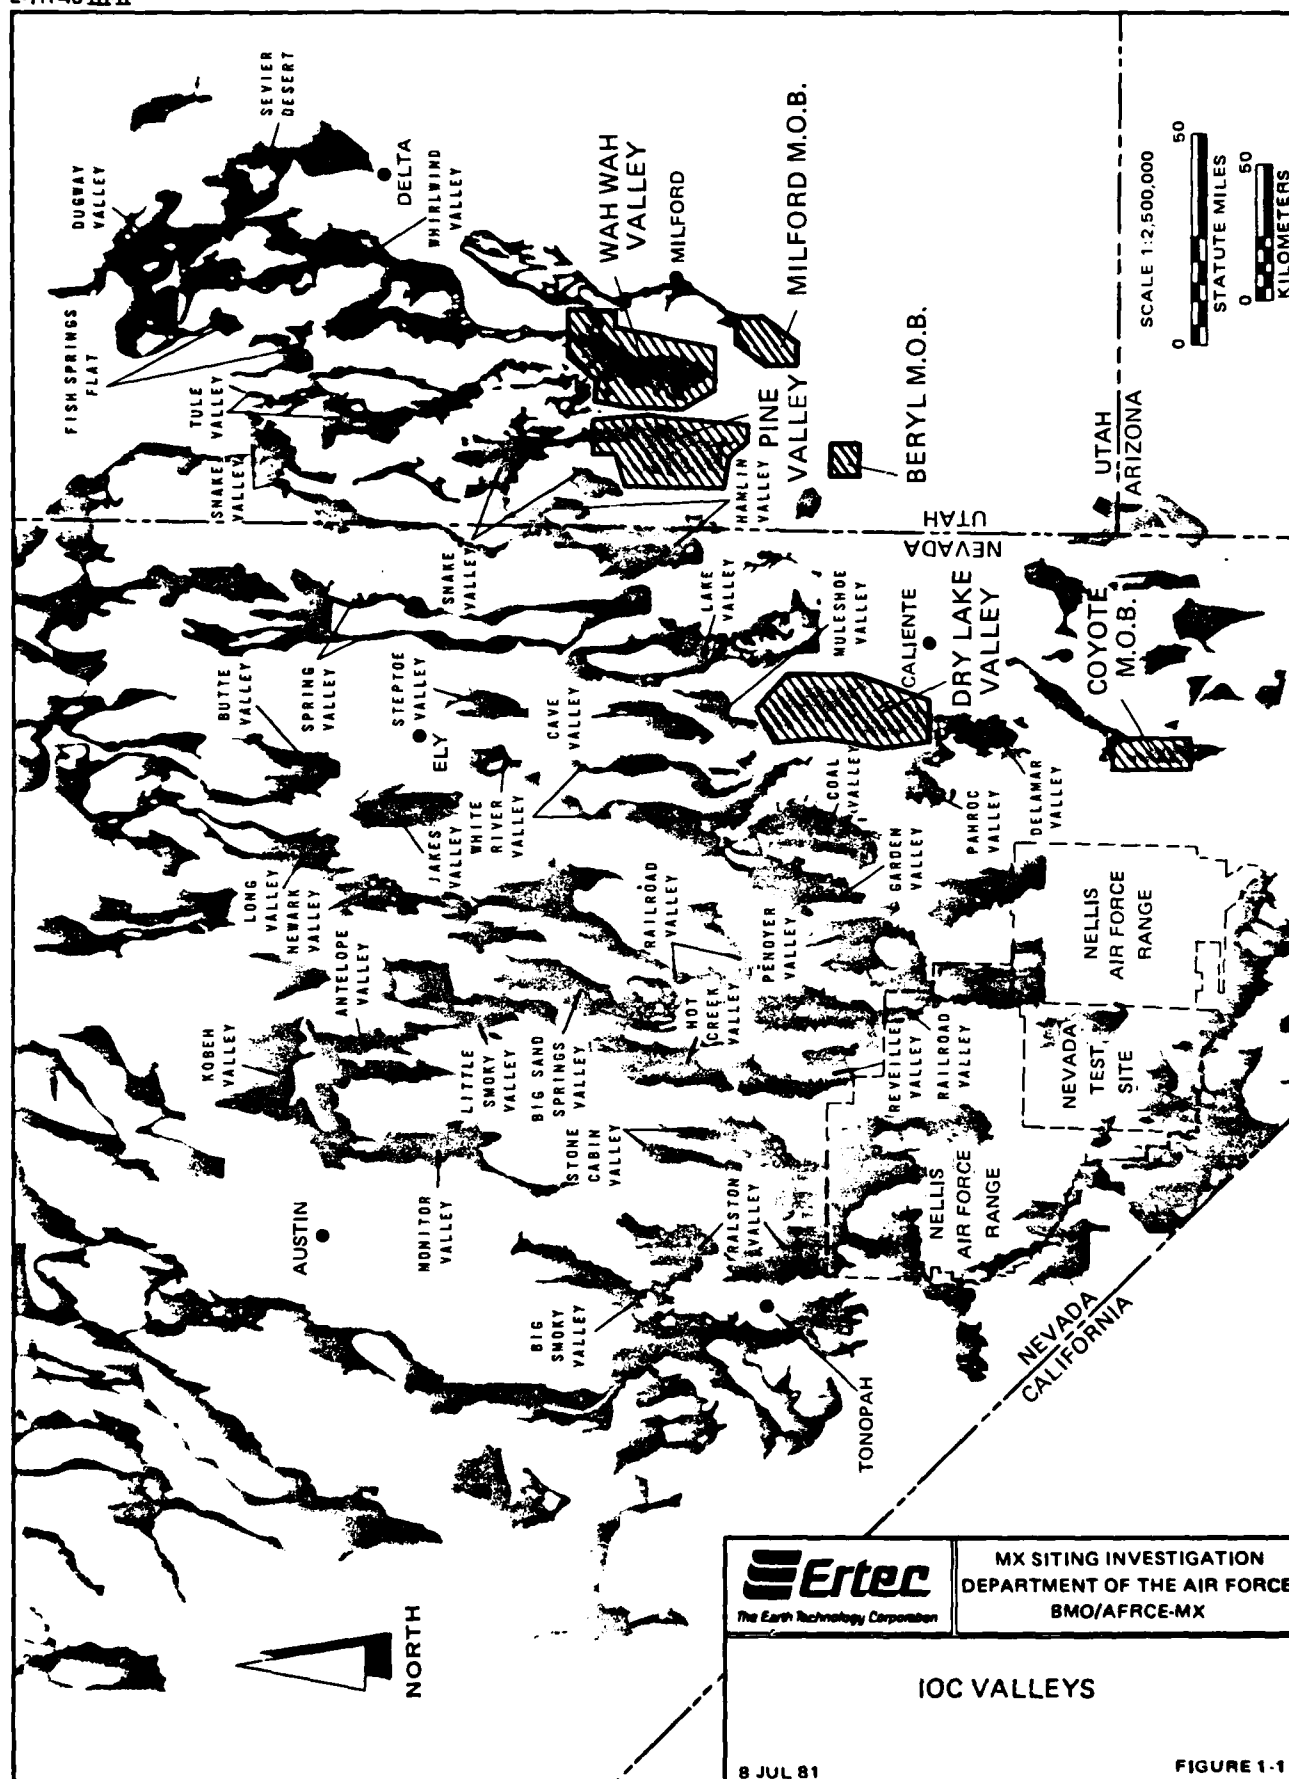 SEVIER
DESERT
DUGWAY
VALLEY
DELTA
WHIRLWIND
VALLEY
FISH SPRINGS
FLAT
TULE
VALLEY
SNAKE
VALLEY
WAH WAH
VALLEY
MILFORD
MILFORD M.O.B.
PINE
VALLEY
HAMLIN
VALLEY
BERYL M.O.B.
SCALE 1:2,500,000
0
50
STATUTE MILES
0
50
KILOMETERS
UTAH
ARIZONA
UTAH
NEVADA
SNAKE
VALLEY
LAKE
VALLEY
MULESHOE
VALLEY
BUTTE
VALLEY
SPRING
VALLEY
STEPTOE
VALLEY
ELY
CAVE
VALLEY
CALIENTE
DRY LAKE
VALLEY
COYOTE
M.O.B.
LONG
VALLEY
NEWARK
VALLEY
JAKES
VALLEY
WHITE
RIVER
VALLEY
COAL
VALLEY
GARDEN
VALLEY
PAHROC
VALLEY
DELAMAR
VALLEY
ANTELOPE
VALLEY
RAILROAD
VALLEY
PENOYER
VALLEY
KOBEH
VALLEY
LITTLE
SMOKY
VALLEY
BIG SAND
SPRINGS
VALLEY
HOT
CREEK
VALLEY
REVEILLE
VALLEY
RAILROAD
VALLEY
NELLIS
AIR FORCE
RANGE
NEVADA
TEST
SITE
AUSTIN
MONITOR
VALLEY
STONE
CABIN
VALLEY
RALSTON
VALLEY
NELLIS
AIR FORCE
RANGE
BIG
SMOKY
VALLEY
TONOPAH
NEVADA
CALIFORNIA
NORTH
Ertec
The Earth Technology Corporation
MX SITING INVESTIGATION
DEPARTMENT OF THE AIR FORCE
BMO/AFRCE-MX
IOC VALLEYS
8 JUL 81
FIGURE 1-1